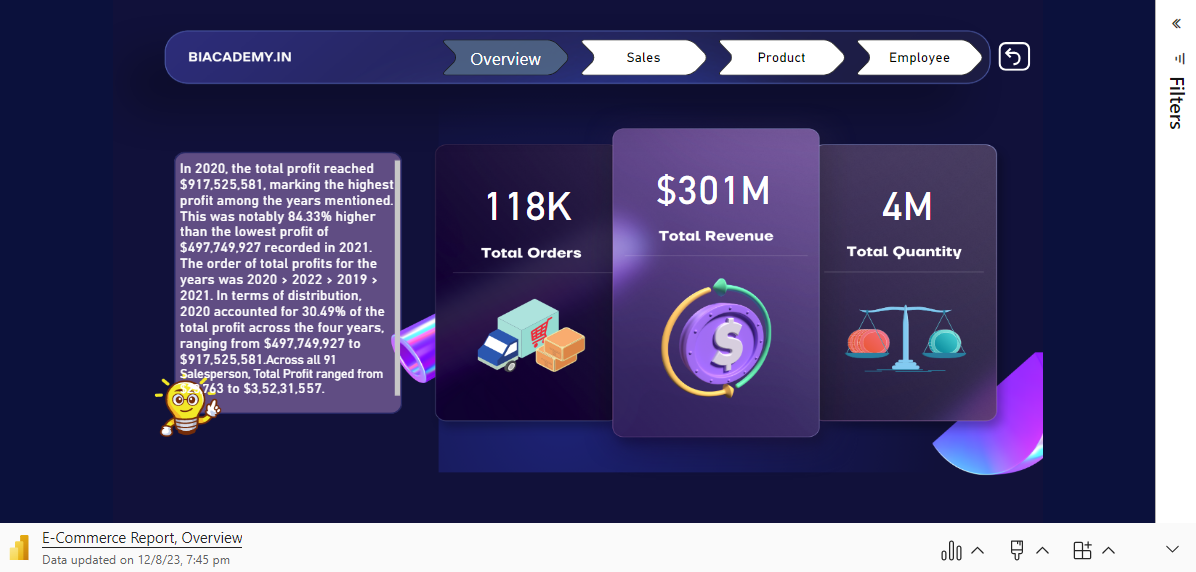 BIACADEMY.IN
Overview
Sales
Product
Employee
«
Filters
In 2020, the total profit reached
$917,525,581, marking the highest
profit among the years mentioned.
This was notably 84.33% higher
than the lowest profit of
$497,749,927 recorded in 2021.
The order of total profits for the
years was 2020 > 2022 > 2019 >
2021. In terms of distribution,
2020 accounted for 30.49% of the
total profit across the four years,
ranging from $497,749,927 to
$917,525,581.Across all 91
Salesperson, Total Profit ranged from
to $3,52,31,557.
118K
Total Orders
$301M
Total Revenue
4M
Total Quantity
E-Commerce Report, Overview
Data updated on 12/8/23, 7:45 pm